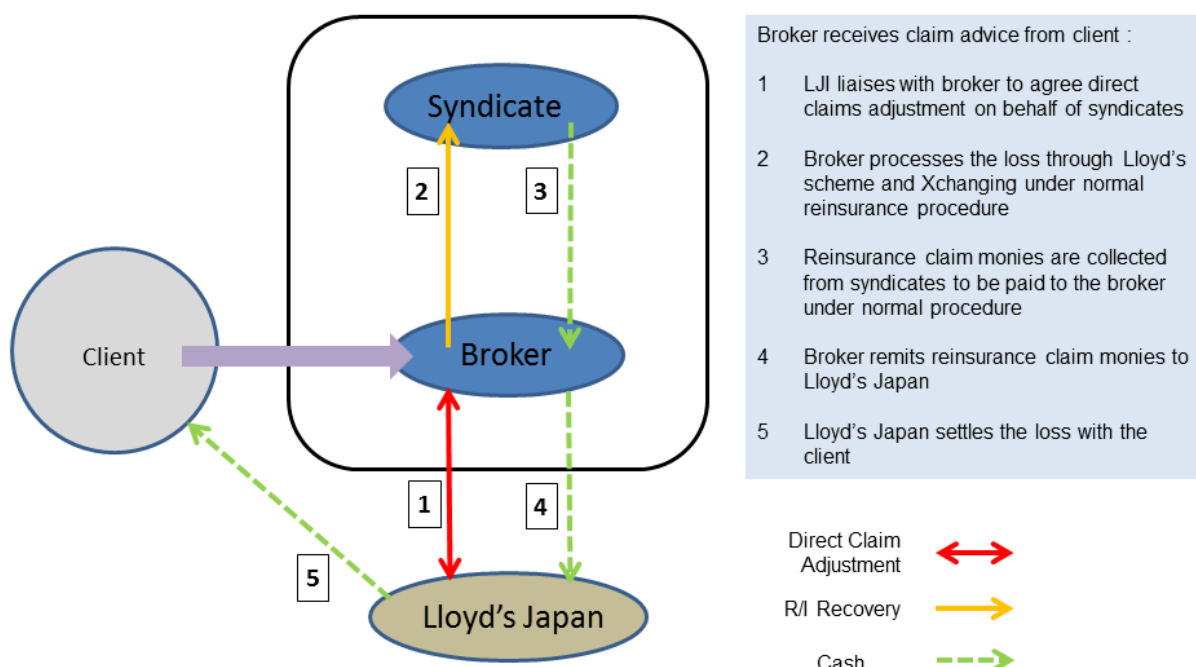 Syndicate
2
3
Client
Broker
1
4
5
Lloyd's Japan
Broker receives claim advice from client :
1 LJI liaises with broker to agree direct
claims adjustment on behalf of syndicates
2 Broker processes the loss through Lloyd's
scheme and Xchanging under normal
reinsurance procedure
3 Reinsurance claim monies are collected
from syndicates to be paid to the broker
under normal procedure
4 Broker remits reinsurance claim monies to
Lloyd's Japan
5 Lloyd's Japan settles the loss with the
client
Direct Claim
Adjustment
R/I Recovery
Cash